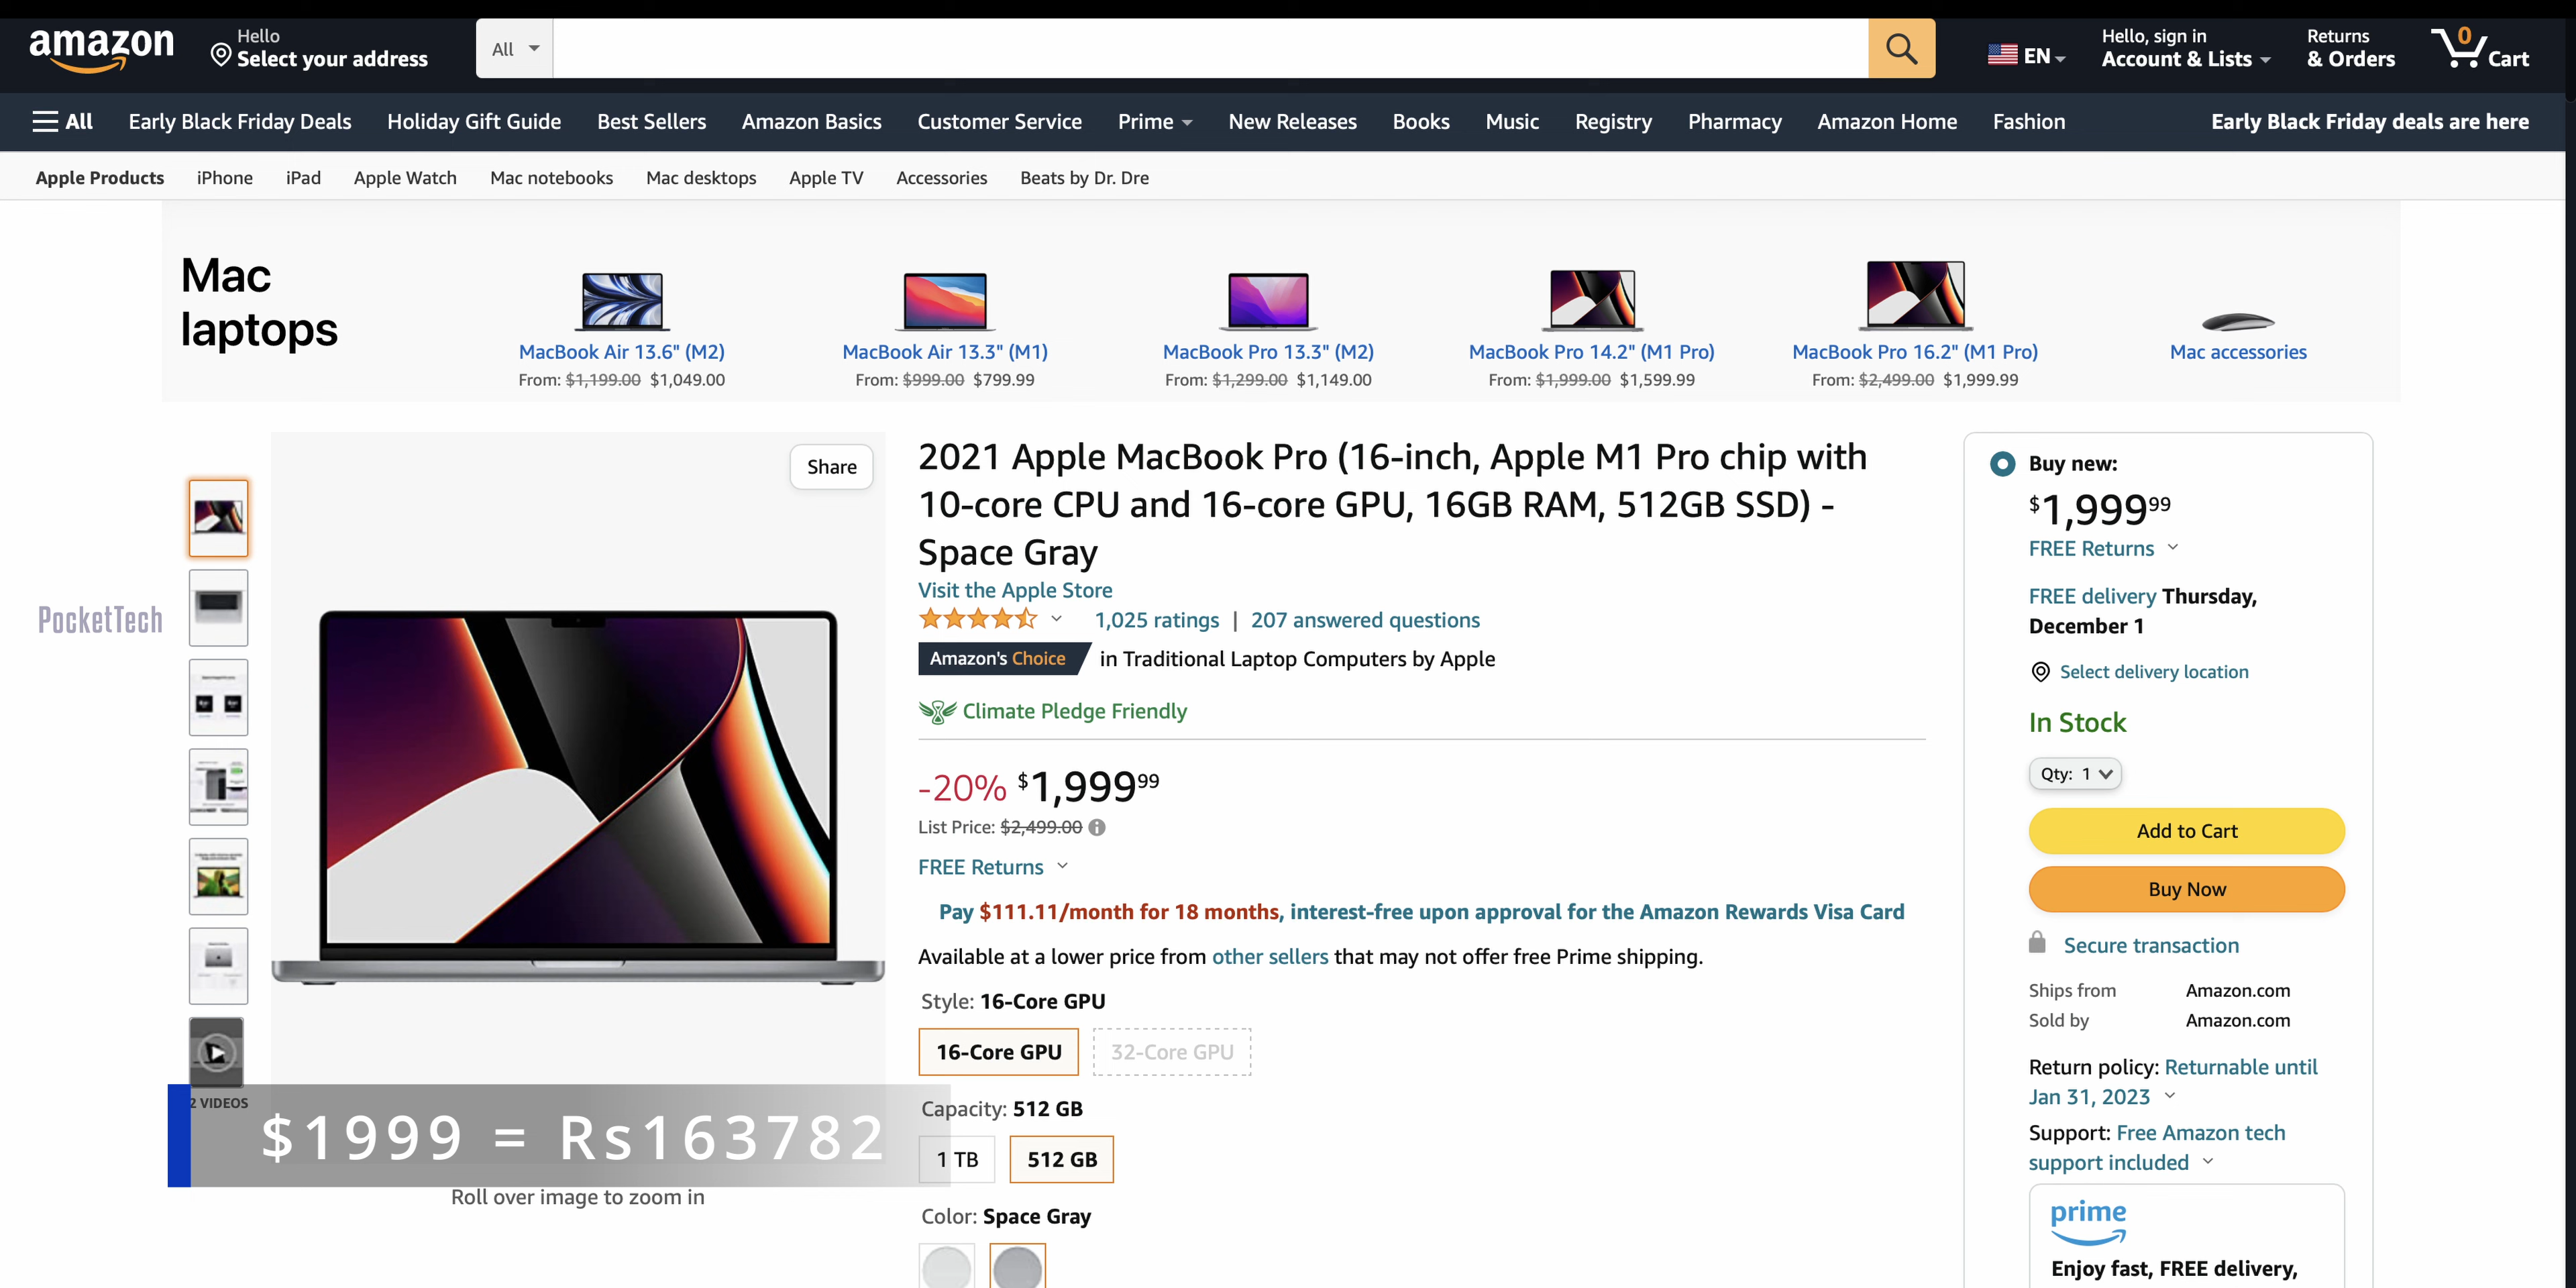 amazon
Hello
Select your address
All
EN
Hello, sign in
Account & Lists
Returns
& Orders
0
Cart
All
Early Black Friday Deals
Holiday Gift Guide
Best Sellers
Amazon Basics
Customer Service
Prime
New Releases
Books
Music
Registry
Pharmacy
Amazon Home
Fashion
Early Black Friday deals are here
Apple Products
iPhone
iPad
Apple Watch
Mac notebooks
Mac desktops
Apple TV
Accessories
Beats by Dr. Dre
Mac
laptops
MacBook Air 13.6" (M2)
From: $1,199.00 $1,049.00
MacBook Air 13.3" (M1)
From: $999.00 $799.99
MacBook Pro 13.3" (M2)
From: $1,299.00 $1,149.00
MacBook Pro 14.2" (M1 Pro)
From: $1,999.00 $1,599.99
MacBook Pro 16.2" (M1 Pro)
From: $2,499.00 $1,999.99
Mac accessories
PocketTech
Share
2 VIDEOS
$1999 = Rs163782
Roll over image to zoom in
2021 Apple MacBook Pro (16-inch, Apple M1 Pro chip with
10-core CPU and 16-core GPU, 16GB RAM, 512GB SSD) -
Space Gray
Visit the Apple Store
1,025 ratings | 207 answered questions
Amazon's Choice in Traditional Laptop Computers by Apple
Climate Pledge Friendly
-20% $1,999 99
List Price: $2,499.00
FREE Returns
Pay $111.11/month for 18 months, interest-free upon approval for the Amazon Rewards Visa Card
Available at a lower price from other sellers that may not offer free Prime shipping.
Style: 16-Core GPU
16-Core GPU
32-Core GPU
Capacity: 512 GB
1 TB
512 GB
Color: Space Gray
Buy new:
$1,999 99
FREE Returns
FREE delivery Thursday,
December 1
Select delivery location
In Stock
Qty: 1
Add to Cart
Buy Now
Secure transaction
Ships from Amazon.com
Sold by Amazon.com
Return policy: Returnable until
Jan 31, 2023
Support: Free Amazon tech
support included
prime
Enjoy fast, FREE delivery,